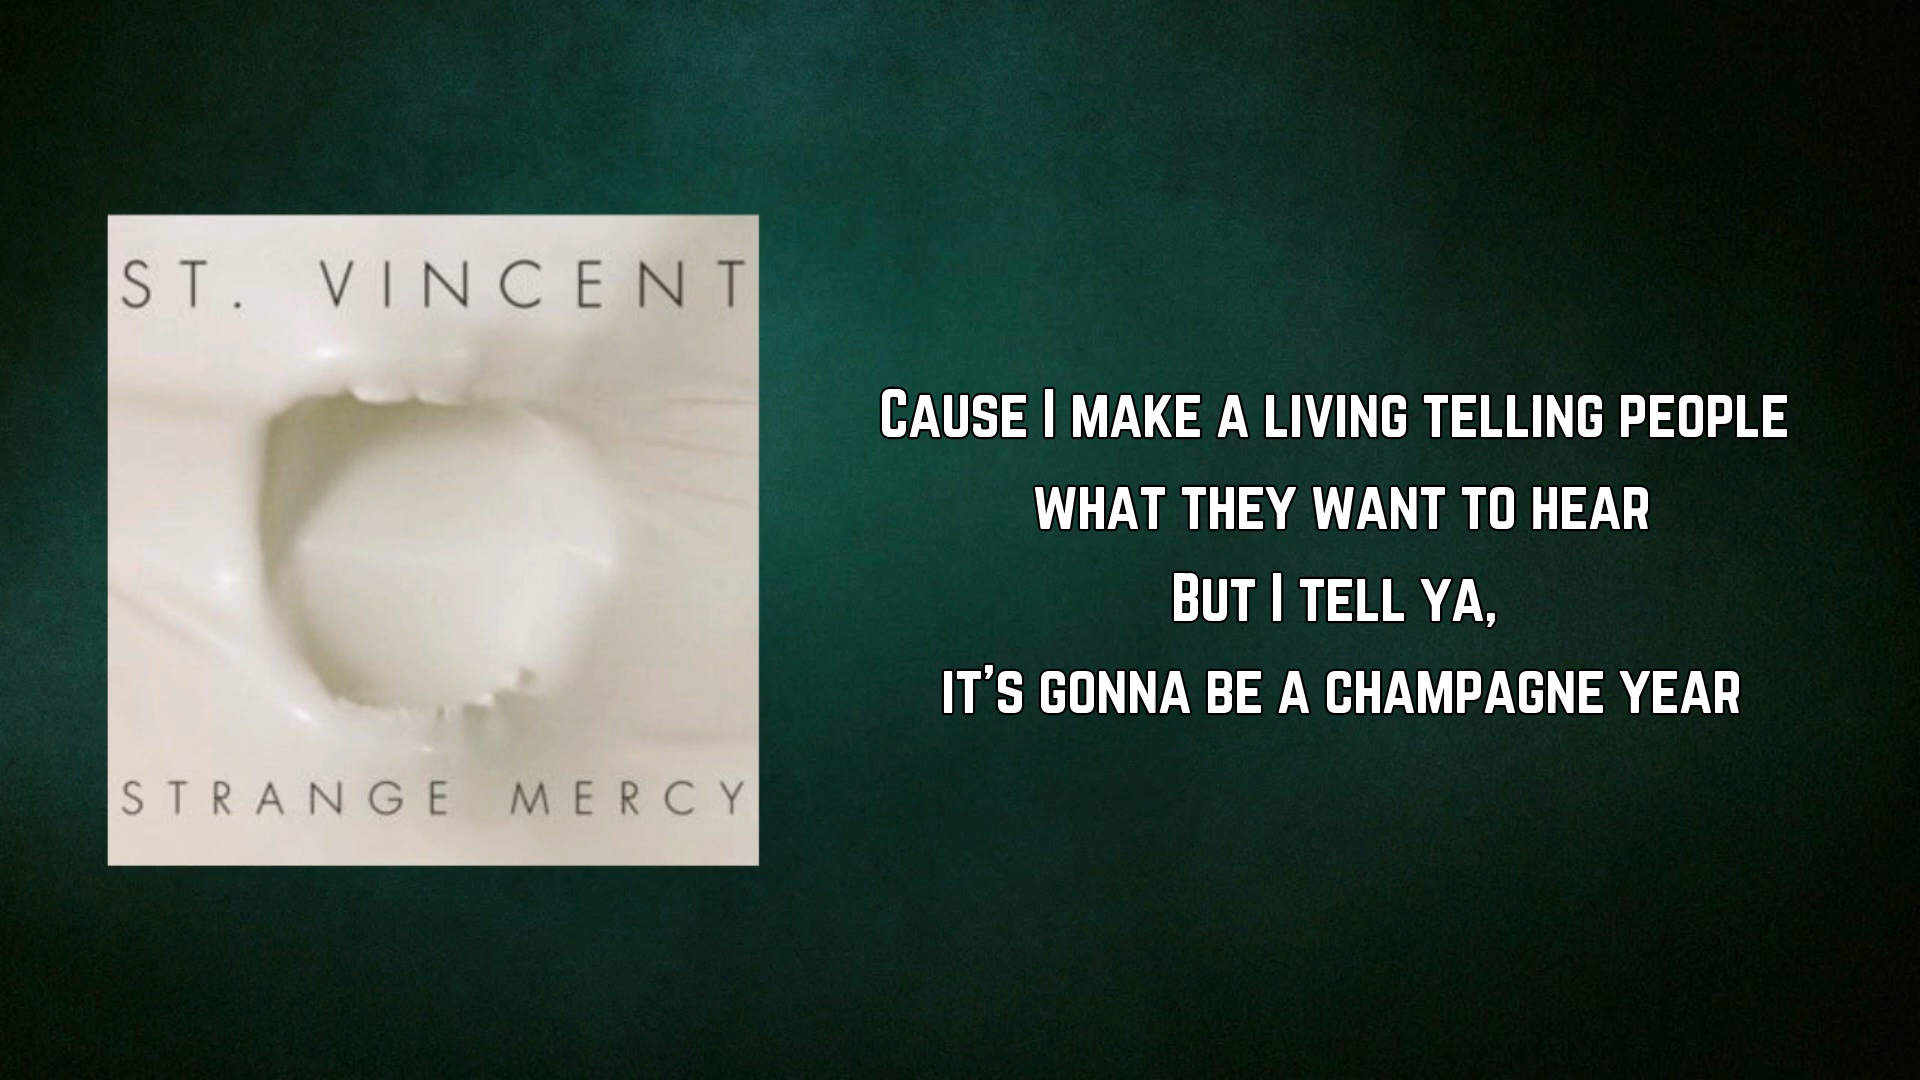 ST. VINCENT
STRANGE MERCY
Cause I make a living telling people
what they want to hear
But I tell ya,
it's gonna be a champagne year